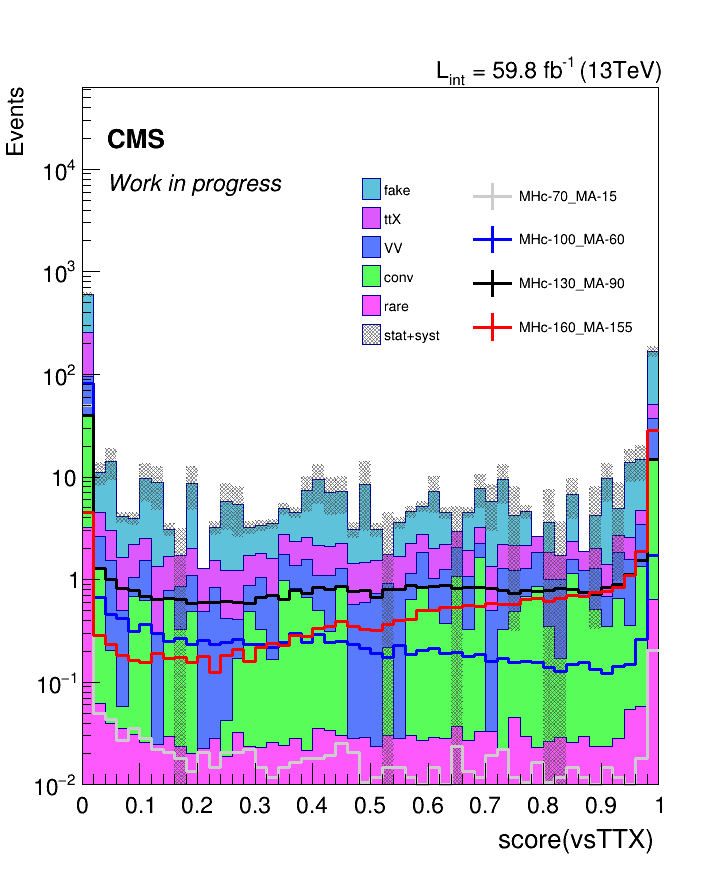 L_int = 59.8 fb^-1 (13TeV)
Events
CMS
Work in progress
fake
ttX
VV
conv
rare
stat+syst
MHc-70_MA-15
MHc-100_MA-60
MHc-130_MA-90
MHc-160_MA-155
10^4
10^3
10^2
10
1
10^-1
10^-2
0 0.1 0.2 0.3 0.4 0.5 0.6 0.7 0.8 0.9 1
score(vsTTX)